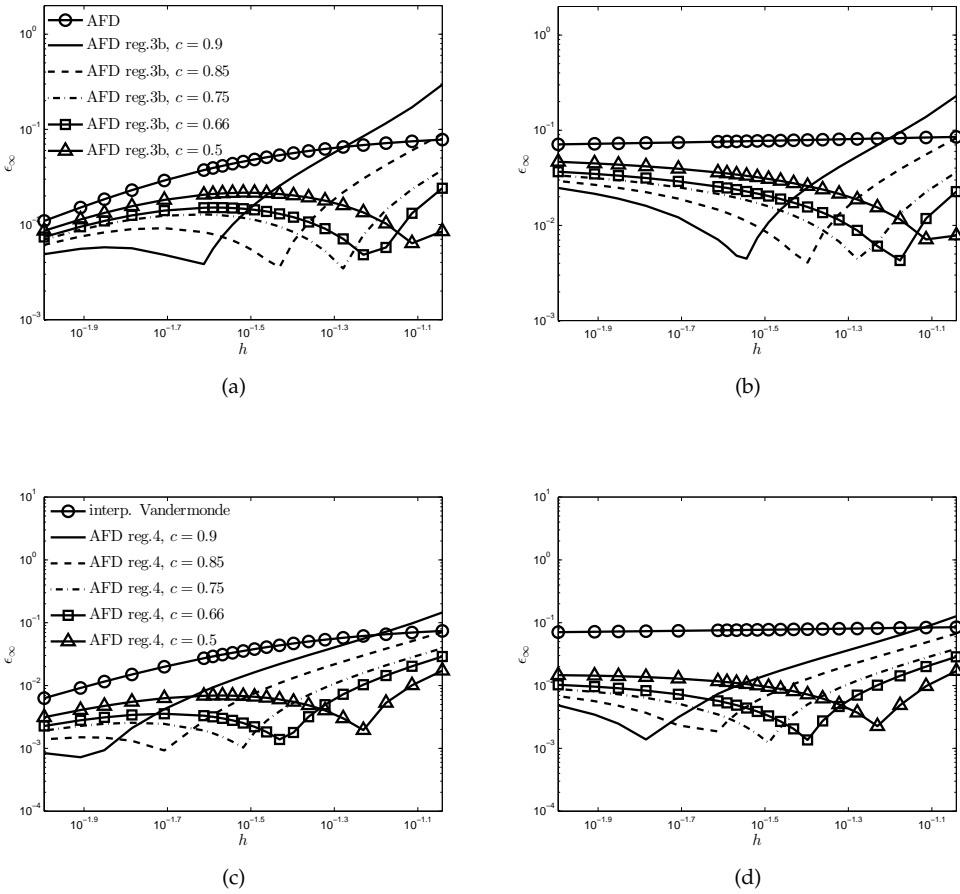 10^0
10^-1
10^-2
10^-3
ϵ∞
AFD
AFD reg.3b, c = 0.9
AFD reg.3b, c = 0.85
AFD reg.3b, c = 0.75
AFD reg.3b, c = 0.66
AFD reg.3b, c = 0.5
10^-1.9 10^-1.7 10^-1.5 10^-1.3 10^-1.1
h
(a)
10^0
10^-1
10^-2
10^-3
ϵ∞
10^-1.9 10^-1.7 10^-1.5 10^-1.3 10^-1.1
h
(b)
10^1
10^0
10^-1
10^-2
10^-3
10^-4
ϵ∞
interp. Vandermonde
AFD reg.4, c = 0.9
AFD reg.4, c = 0.85
AFD reg.4, c = 0.75
AFD reg.4, c = 0.66
AFD reg.4, c = 0.5
10^-1.9 10^-1.7 10^-1.5 10^-1.3 10^-1.1
h
(c)
10^1
10^0
10^-1
10^-2
10^-3
10^-4
ϵ∞
10^-1.9 10^-1.7 10^-1.5 10^-1.3 10^-1.1
h
(d)